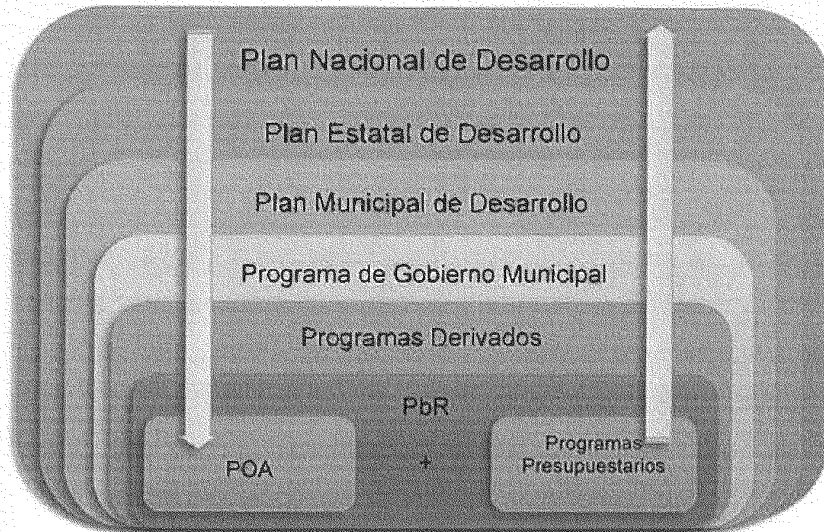 Plan Nacional de Desarrollo
Plan Estatal de Desarrollo
Plan Municipal de Desarrollo
Programa de Gobierno Municipal
Programas Derivados
PbR
POA
+
Programas
Presupuestarios